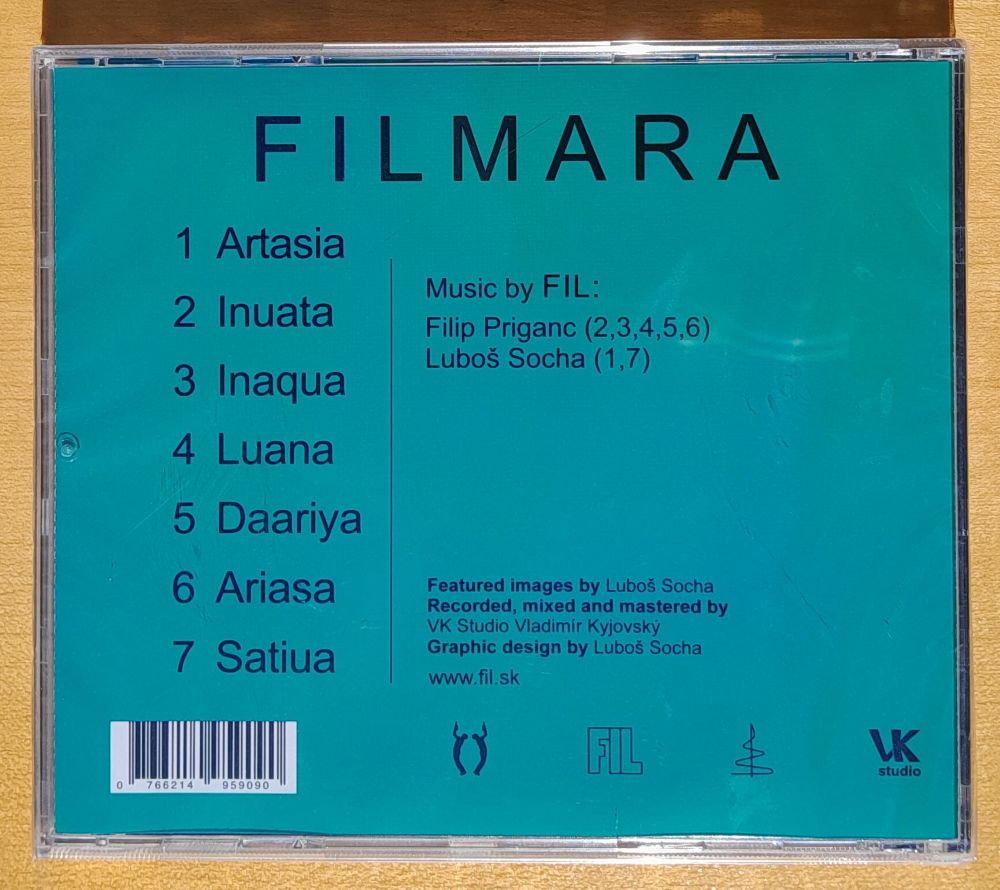 FILMARA
1 Artasia
2 Inuata
3 Inaqua
4 Luana
5 Daariya
6 Ariasa
7 Satiua
Music by FIL:
Filip Priganc (2,3,4,5,6)
Luboš Socha (1,7)
Featured images by Luboš Socha
Recorded, mixed and mastered by
VK Studio Vladimír Kyjovský
Graphic design by Luboš Socha
www.fil.sk
0 766214 959090
FIL
VK
studio